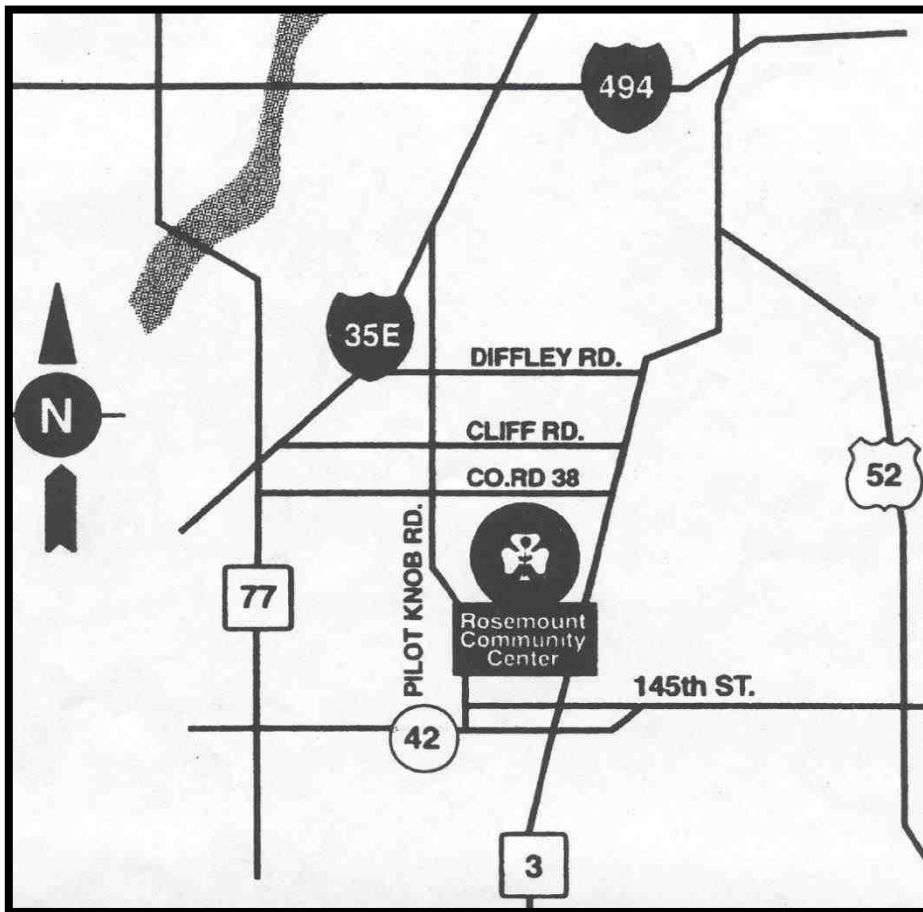 494
35E
DIFFLEY RD.
N
CLIFF RD.
52
CO.RD 38
PILOT KNOB RD.
77
Rosemount
Community
Center
145th ST.
42
3